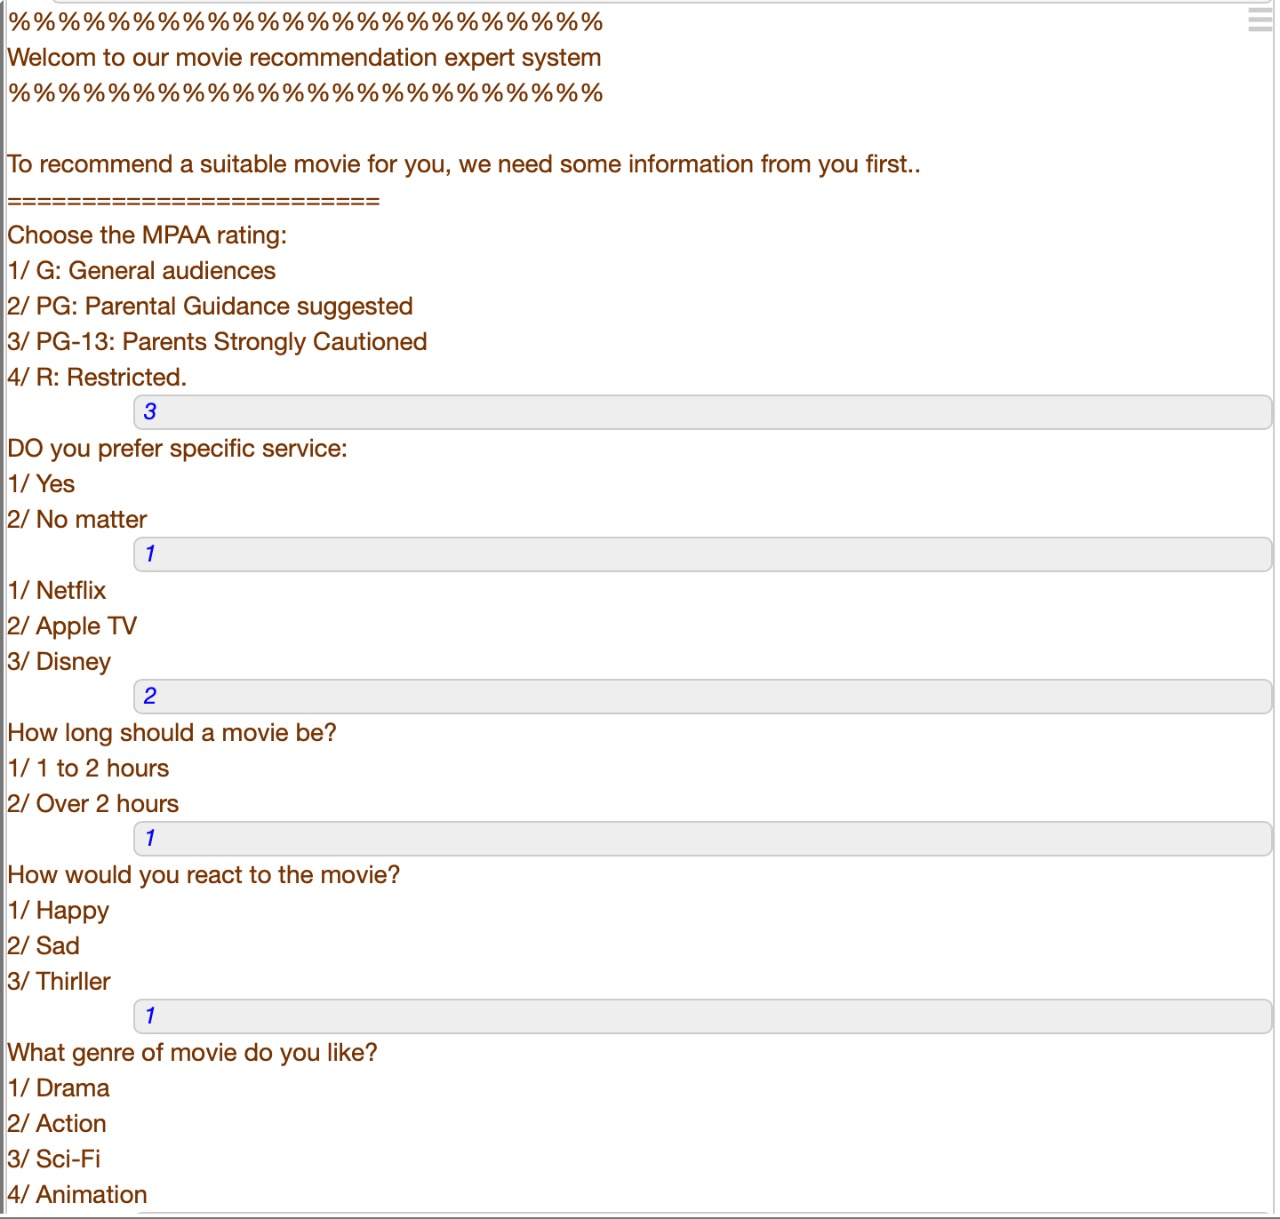 %%%%%%%%%%%%%%%%%%%%%%%%
Welcom to our movie recommendation expert system
%%%%%%%%%%%%%%%%%%%%%%%%
To recommend a suitable movie for you, we need some information from you first..
=========================
Choose the MPAA rating:
1/ G: General audiences
2/ PG: Parental Guidance suggested
3/ PG-13: Parents Strongly Cautioned
4/ R: Restricted.
3
DO you prefer specific service:
1/ Yes
2/ No matter
1
1/ Netflix
2/ Apple TV
3/ Disney
2
How long should a movie be?
1/ 1 to 2 hours
2/ Over 2 hours
1
How would you react to the movie?
1/ Happy
2/ Sad
3/ Thirller
1
What genre of movie do you like?
1/ Drama
2/ Action
3/ Sci-Fi
4/ Animation